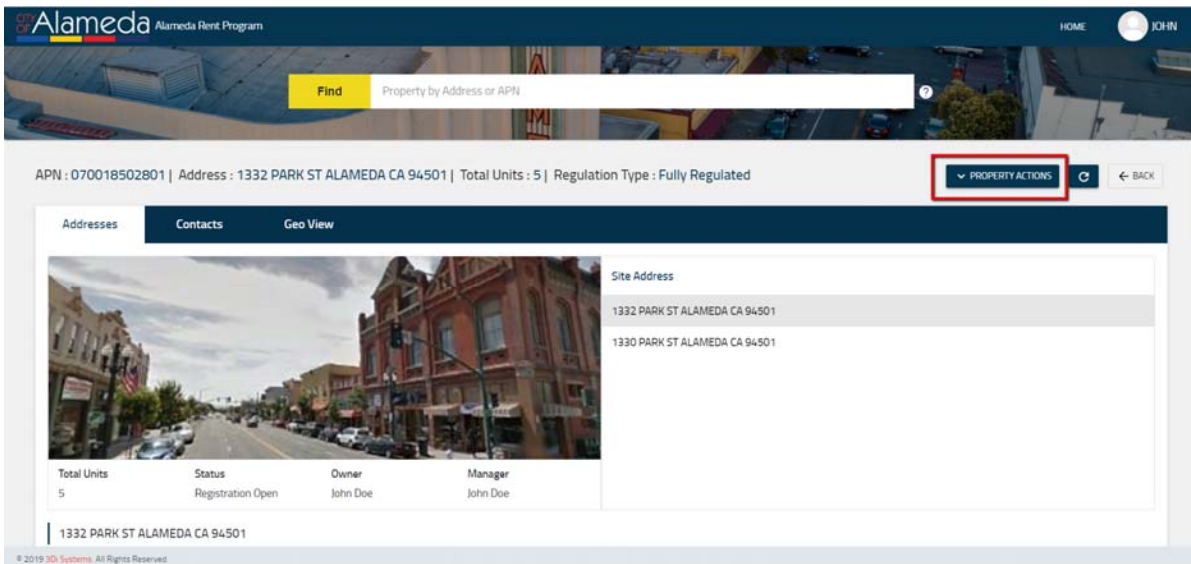 CITY OF Alameda Alameda Rent Program HOME JOHN
Find Property by Address or APN ?
APN : 070018502801 | Address : 1332 PARK ST ALAMEDA CA 94501 | Total Units : 5 | Regulation Type : Fully Regulated PROPERTY ACTIONS BACK
Addresses Contacts Geo View
Site Address
1332 PARK ST ALAMEDA CA 94501
1330 PARK ST ALAMEDA CA 94501
Total Units Status Owner Manager
5 Registration Open John Doe John Doe
1332 PARK ST ALAMEDA CA 94501
© 2019 3Di Systems. All Rights Reserved.